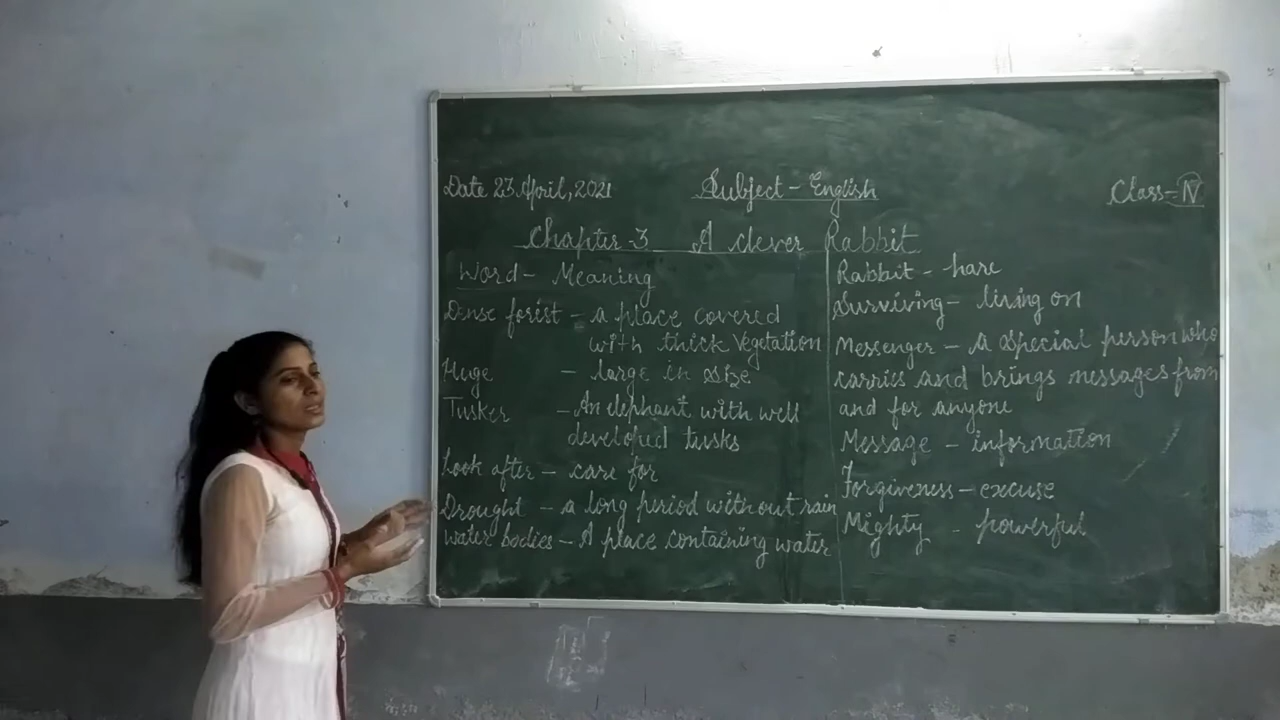 Date 23 April, 2021
Subject - English
Class - IV
Chapter-3 A clever Rabbit
Word - Meaning
Dense forist - a place covered
with thick vegetation
Huge - large in size
Tusker - An elephant with well
developed tusks
Look after - care for
Drought - a long period without rain
Water bodies - A place containing water
Rabbit - hare
Surviving - living on
Messenger - A special person who
carries and brings messages from
and for anyone
Message - information
Forgiveness - excuse
Mighty - powerful